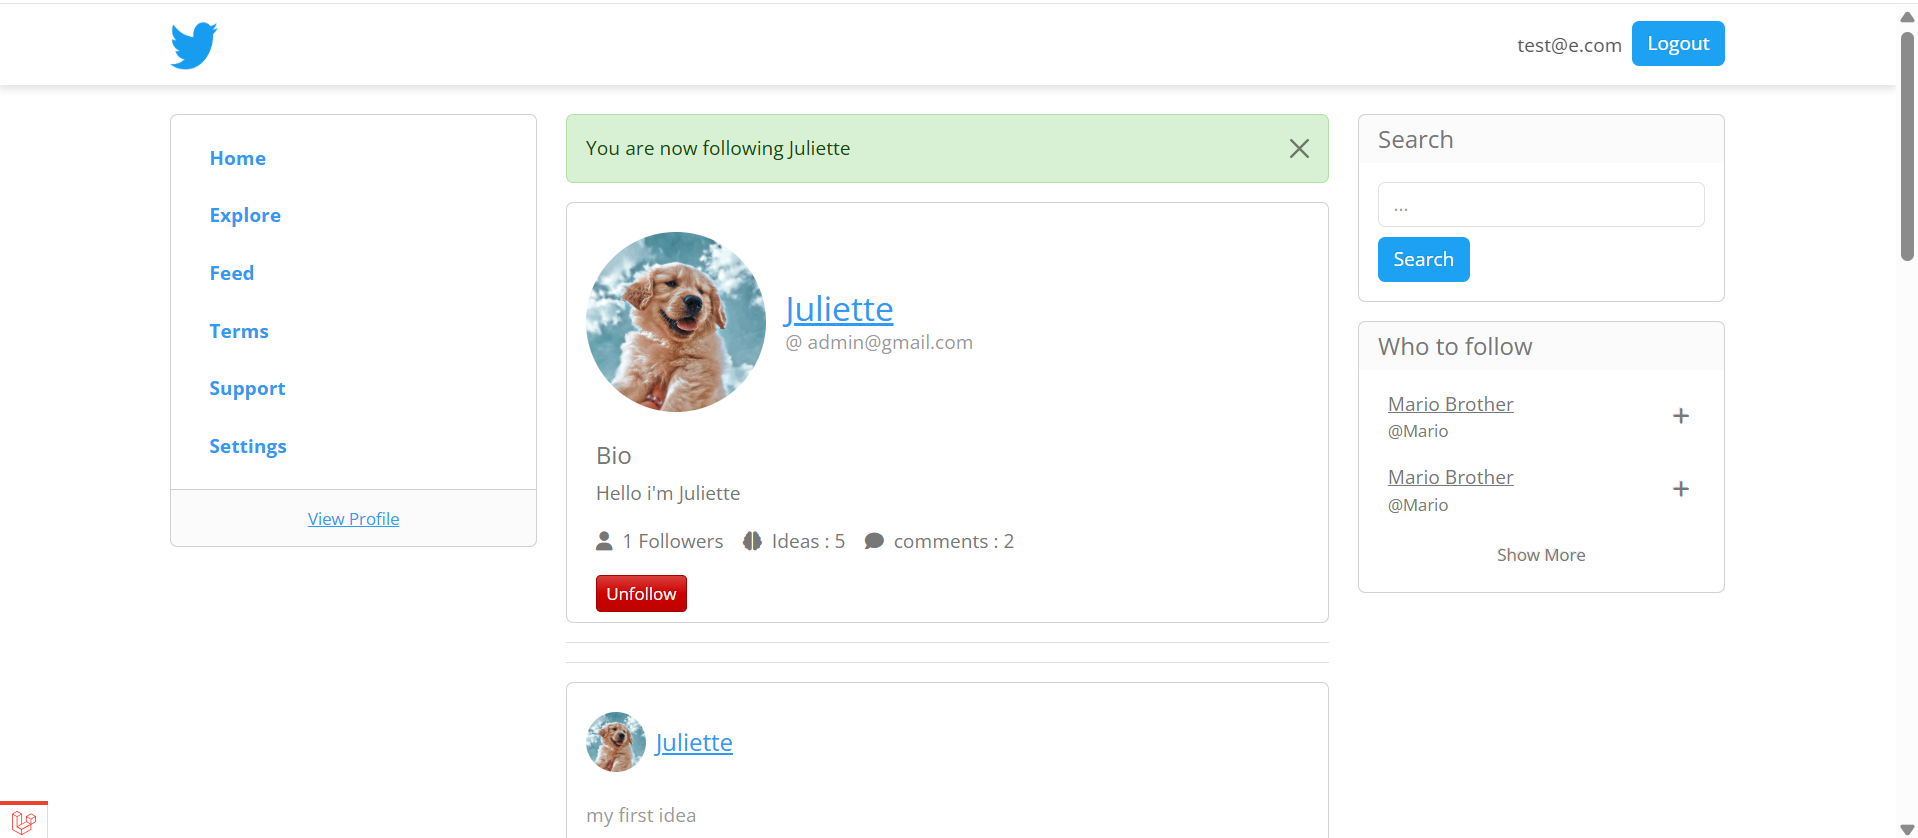 test@e.com
Logout
Home
Explore
Feed
Terms
Support
Settings
View Profile
You are now following Juliette
Juliette
@ admin@gmail.com
Bio
Hello i'm Juliette
1 Followers Ideas : 5 comments : 2
Unfollow
Juliette
my first idea
Search
...
Search
Who to follow
Mario Brother
@Mario
Mario Brother
@Mario
Show More